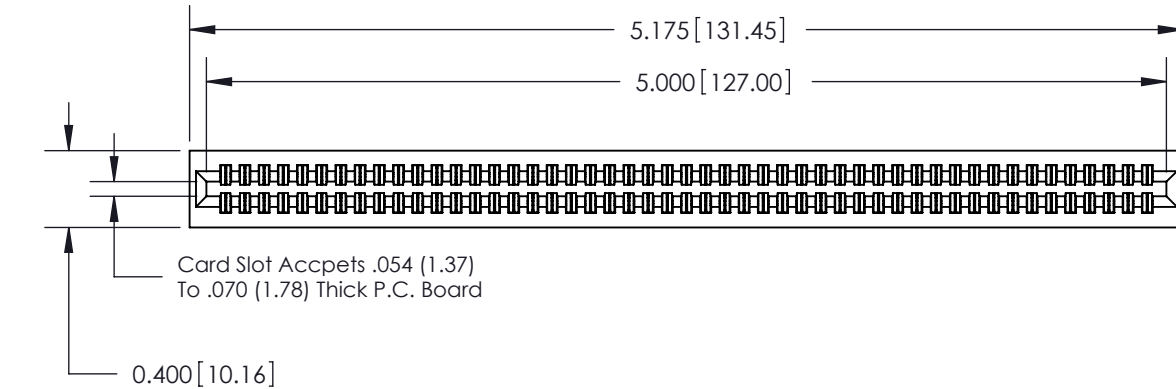 5.175[131.45]
5.000[127.00]
Card Slot Accpets .054 (1.37)
To .070 (1.78) Thick P.C. Board
0.400[10.16]